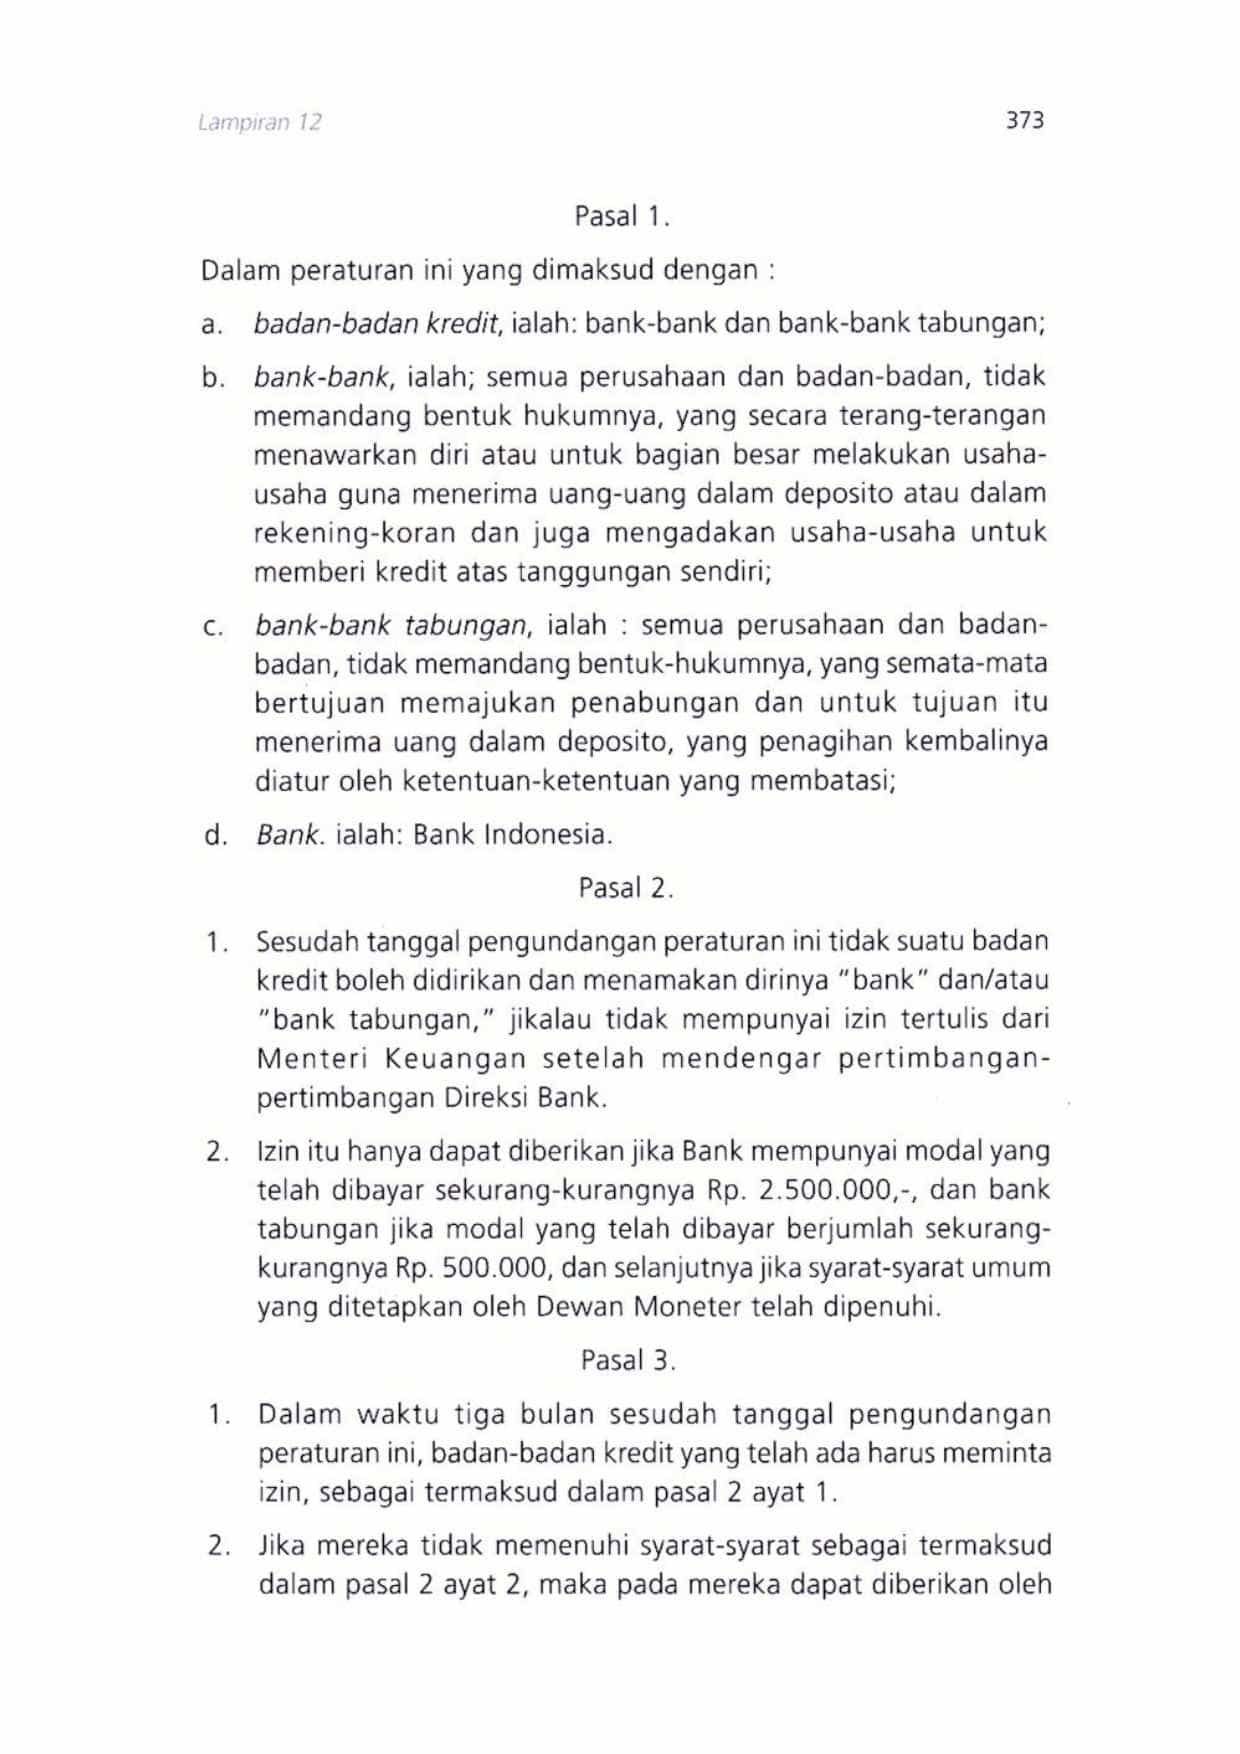 Lampiran 12
373
Pasal 1.
Dalam peraturan ini yang dimaksud dengan :
a. badan-badan kredit, ialah: bank-bank dan bank-bank tabungan;
b. bank-bank, ialah; semua perusahaan dan badan-badan, tidak
memandang bentuk hukumnya, yang secara terang-terangan
menawarkan diri atau untuk bagian besar melakukan usaha-
usaha guna menerima uang-uang dalam deposito atau dalam
rekening-koran dan juga mengadakan usaha-usaha untuk
memberi kredit atas tanggungan sendiri;
c. bank-bank tabungan, ialah : semua perusahaan dan badan-
badan, tidak memandang bentuk-hukumnya, yang semata-mata
bertujuan memajukan penabungan dan untuk tujuan itu
menerima uang dalam deposito, yang penagihan kembalinya
diatur oleh ketentuan-ketentuan yang membatasi;
d. Bank. ialah: Bank Indonesia.
Pasal 2.
1. Sesudah tanggal pengundangan peraturan ini tidak suatu badan
kredit boleh didirikan dan menamakan dirinya "bank" dan/atau
"bank tabungan," jikalau tidak mempunyai izin tertulis dari
Menteri Keuangan setelah mendengar pertimbangan-
pertimbangan Direksi Bank.
2. Izin itu hanya dapat diberikan jika Bank mempunyai modal yang
telah dibayar sekurang-kurangnya Rp. 2.500.000,-, dan bank
tabungan jika modal yang telah dibayar berjumlah sekurang-
kurangnya Rp. 500.000, dan selanjutnya jika syarat-syarat umum
yang ditetapkan oleh Dewan Moneter telah dipenuhi.
Pasal 3.
1. Dalam waktu tiga bulan sesudah tanggal pengundangan
peraturan ini, badan-badan kredit yang telah ada harus meminta
izin, sebagai termaksud dalam pasal 2 ayat 1.
2. Jika mereka tidak memenuhi syarat-syarat sebagai termaksud
dalam pasal 2 ayat 2, maka pada mereka dapat diberikan oleh